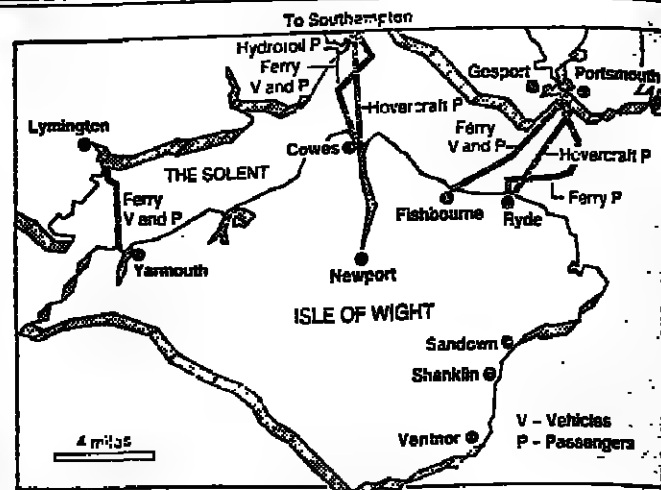 To Southampton
Hydrofoil P
Ferry
V and P
Hovercraft P
Gosport
Portsmouth
Lymington
THE SOLENT
Cowes
Ferry
V and P
Hovercraft P
Ferry
V and P
Ferry P
Fishbourne
Ryde
Yarmouth
Newport
ISLE OF WIGHT
Sandown
Shanklin
Ventnor
4 miles
V - Vehicles
P - Passengers